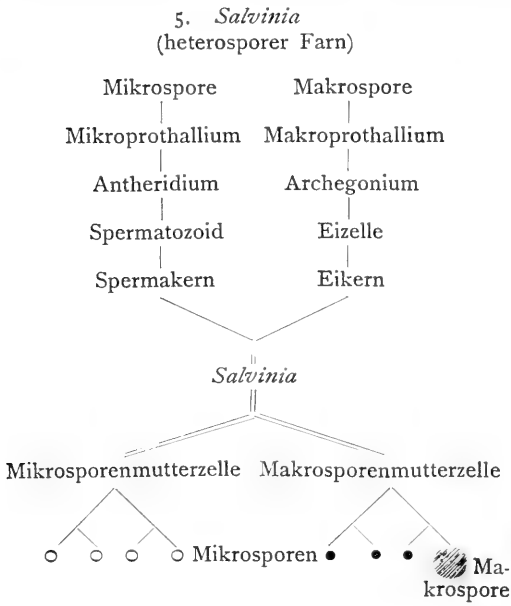 5. Salvinia
(heterosporer Farn)
Mikrospore Makrospore
Mikroprothallium Makroprothallium
Antheridium Archegonium
Spermatozoid Eizelle
Spermakern Eikern
Salvinia
Mikrosporenmutterzelle Makrosporenmutterzelle
Mikrosporen Ma-
krospore